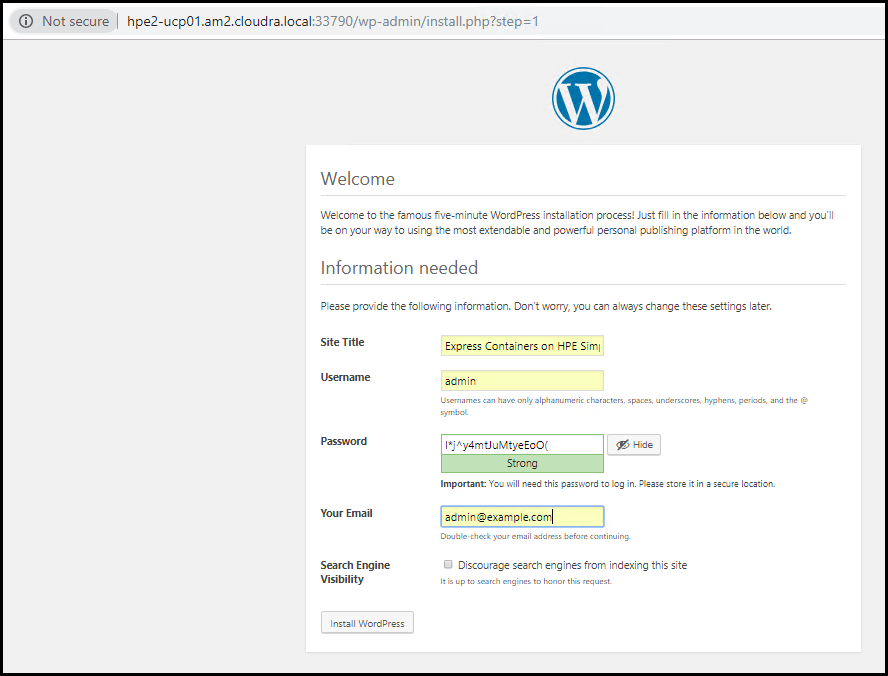 Not secure hpe2-ucp01.am2.cloudra.local:33790/wp-admin/install.php?step=1
Welcome
Welcome to the famous five-minute WordPress installation process! Just fill in the information below and you'll
be on your way to using the most extendable and powerful personal publishing platform in the world.
Information needed
Please provide the following information. Don't worry, you can always change these settings later.
Site Title Express Containers on HPE Sim
Username admin
Usernames can have only alphanumeric characters, spaces, underscores, hyphens, periods, and the @
symbol.
Password I*j^y4mtJuMtyeEoO( Hide
Strong
Important: You will need this password to log in. Please store it in a secure location.
Your Email admin@example.com
Double-check your email address before continuing.
Search Engine
Visibility
Discourage search engines from indexing this site
It is up to search engines to honor this request.
Install WordPress